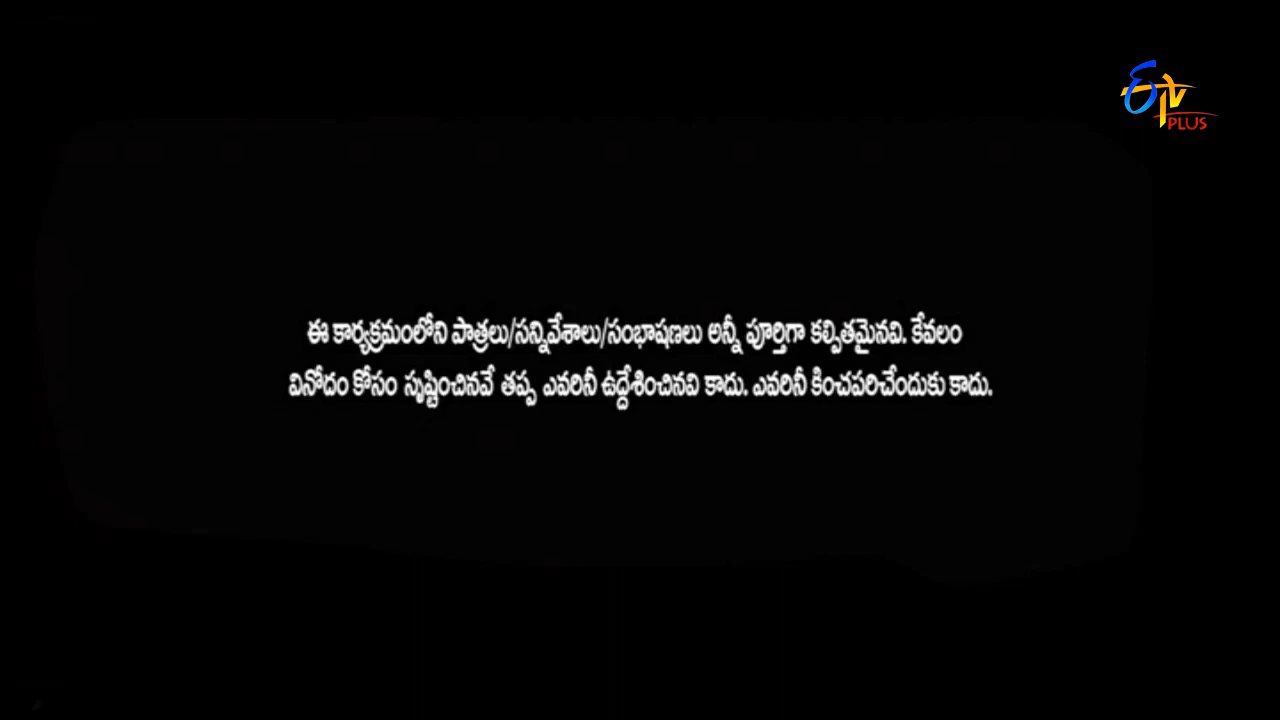 ETV
PLUS
ఈ కార్యక్రమంలోని పాత్రలు/సన్నివేశాలు/సంభాషణలు అన్నీ పూర్తిగా కల్పితమైనవి. కేవలం
వినోదం కోసం సృష్టించినవే తప్ప ఎవరినీ ఉద్దేశించినవి కాదు. ఎవరినీ కించపరిచేందుకు కాదు.